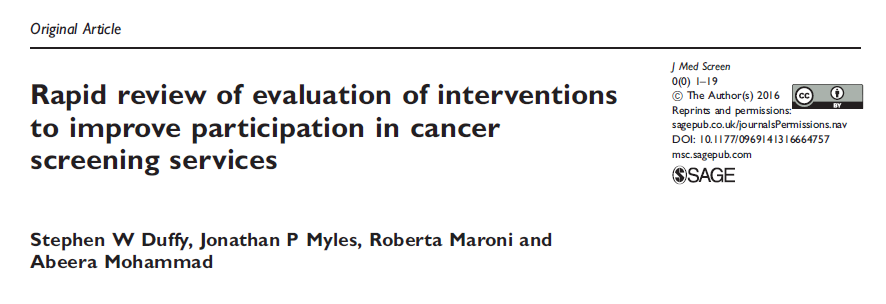 Original Article
Rapid review of evaluation of interventions
to improve participation in cancer
screening services
Stephen W Duffy, Jonathan P Myles, Roberta Maroni and
Abeera Mohammad
J Med Screen
0(0) 1–19
© The Author(s) 2016
Reprints and permissions:
sagepub.co.uk/journalsPermissions.nav
DOI: 10.1177/0969141316664757
msc.sagepub.com
SAGE
cc
BY